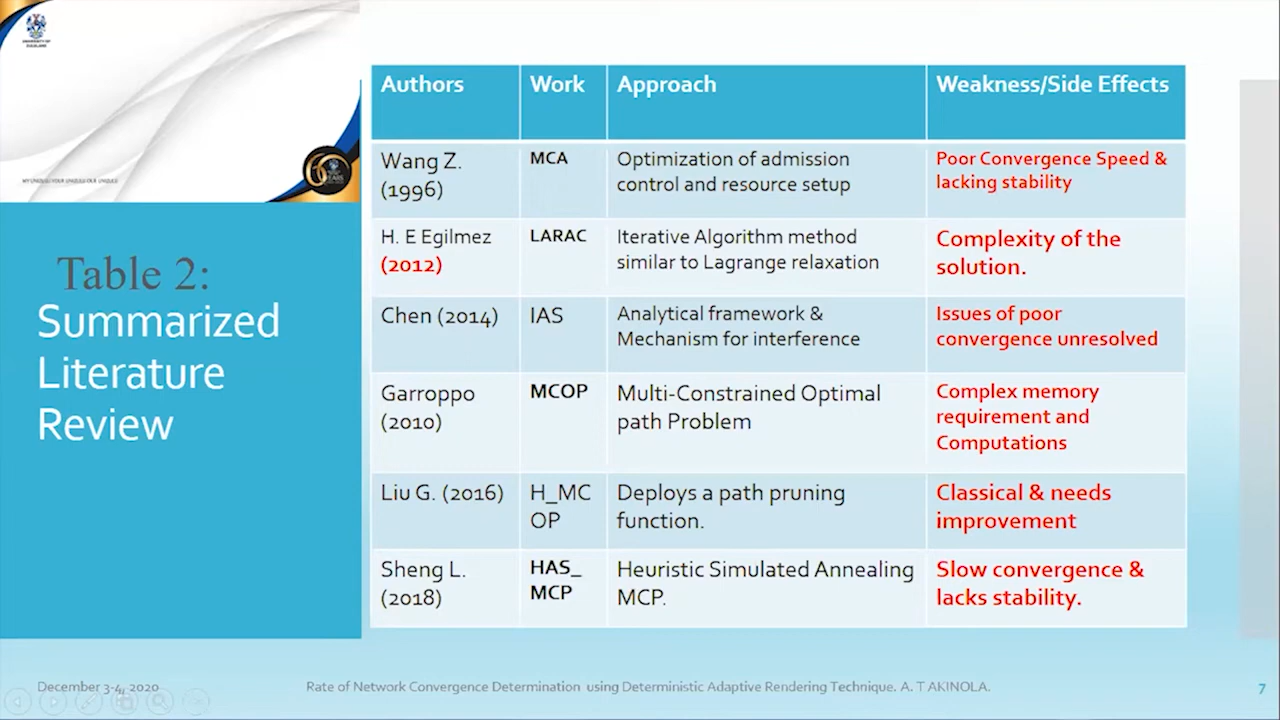 UNIVERSITY OF
ZULULAND
Table 2:
Summarized
Literature
Review
Authors Work Approach Weakness/Side Effects
Wang Z. MCA Optimization of admission Poor Convergence Speed &
(1996) control and resource setup lacking stability
H. E Egilmez LARAC Iterative Algorithm method Complexity of the
(2012) similar to Lagrange relaxation solution.
Chen (2014) IAS Analytical framework & Issues of poor
Mechanism for interference convergence unresolved
Garroppo MCOP Multi-Constrained Optimal Complex memory
(2010) path Problem requirement and
Computations
Liu G. (2016) H_MC Deploys a path pruning Classical & needs
OP function. improvement
Sheng L. HAS_ Heuristic Simulated Annealing Slow convergence &
(2018) MCP MCP. lacks stability.
December 3-4, 2020 Rate of Network Convergence Determination using Deterministic Adaptive Rendering Technique. A. T AKINOLA. 7